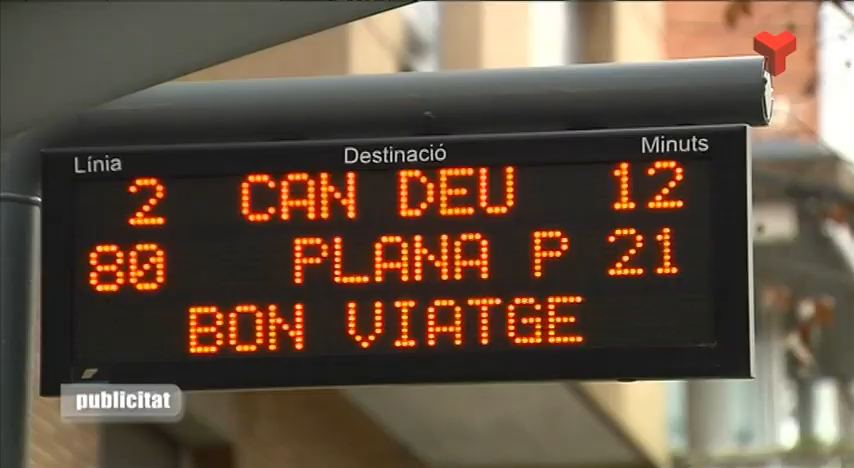 Línia Destinació Minuts
2 CAN DEU 12
80 PLANA P 21
BON VIATGE
publicitat